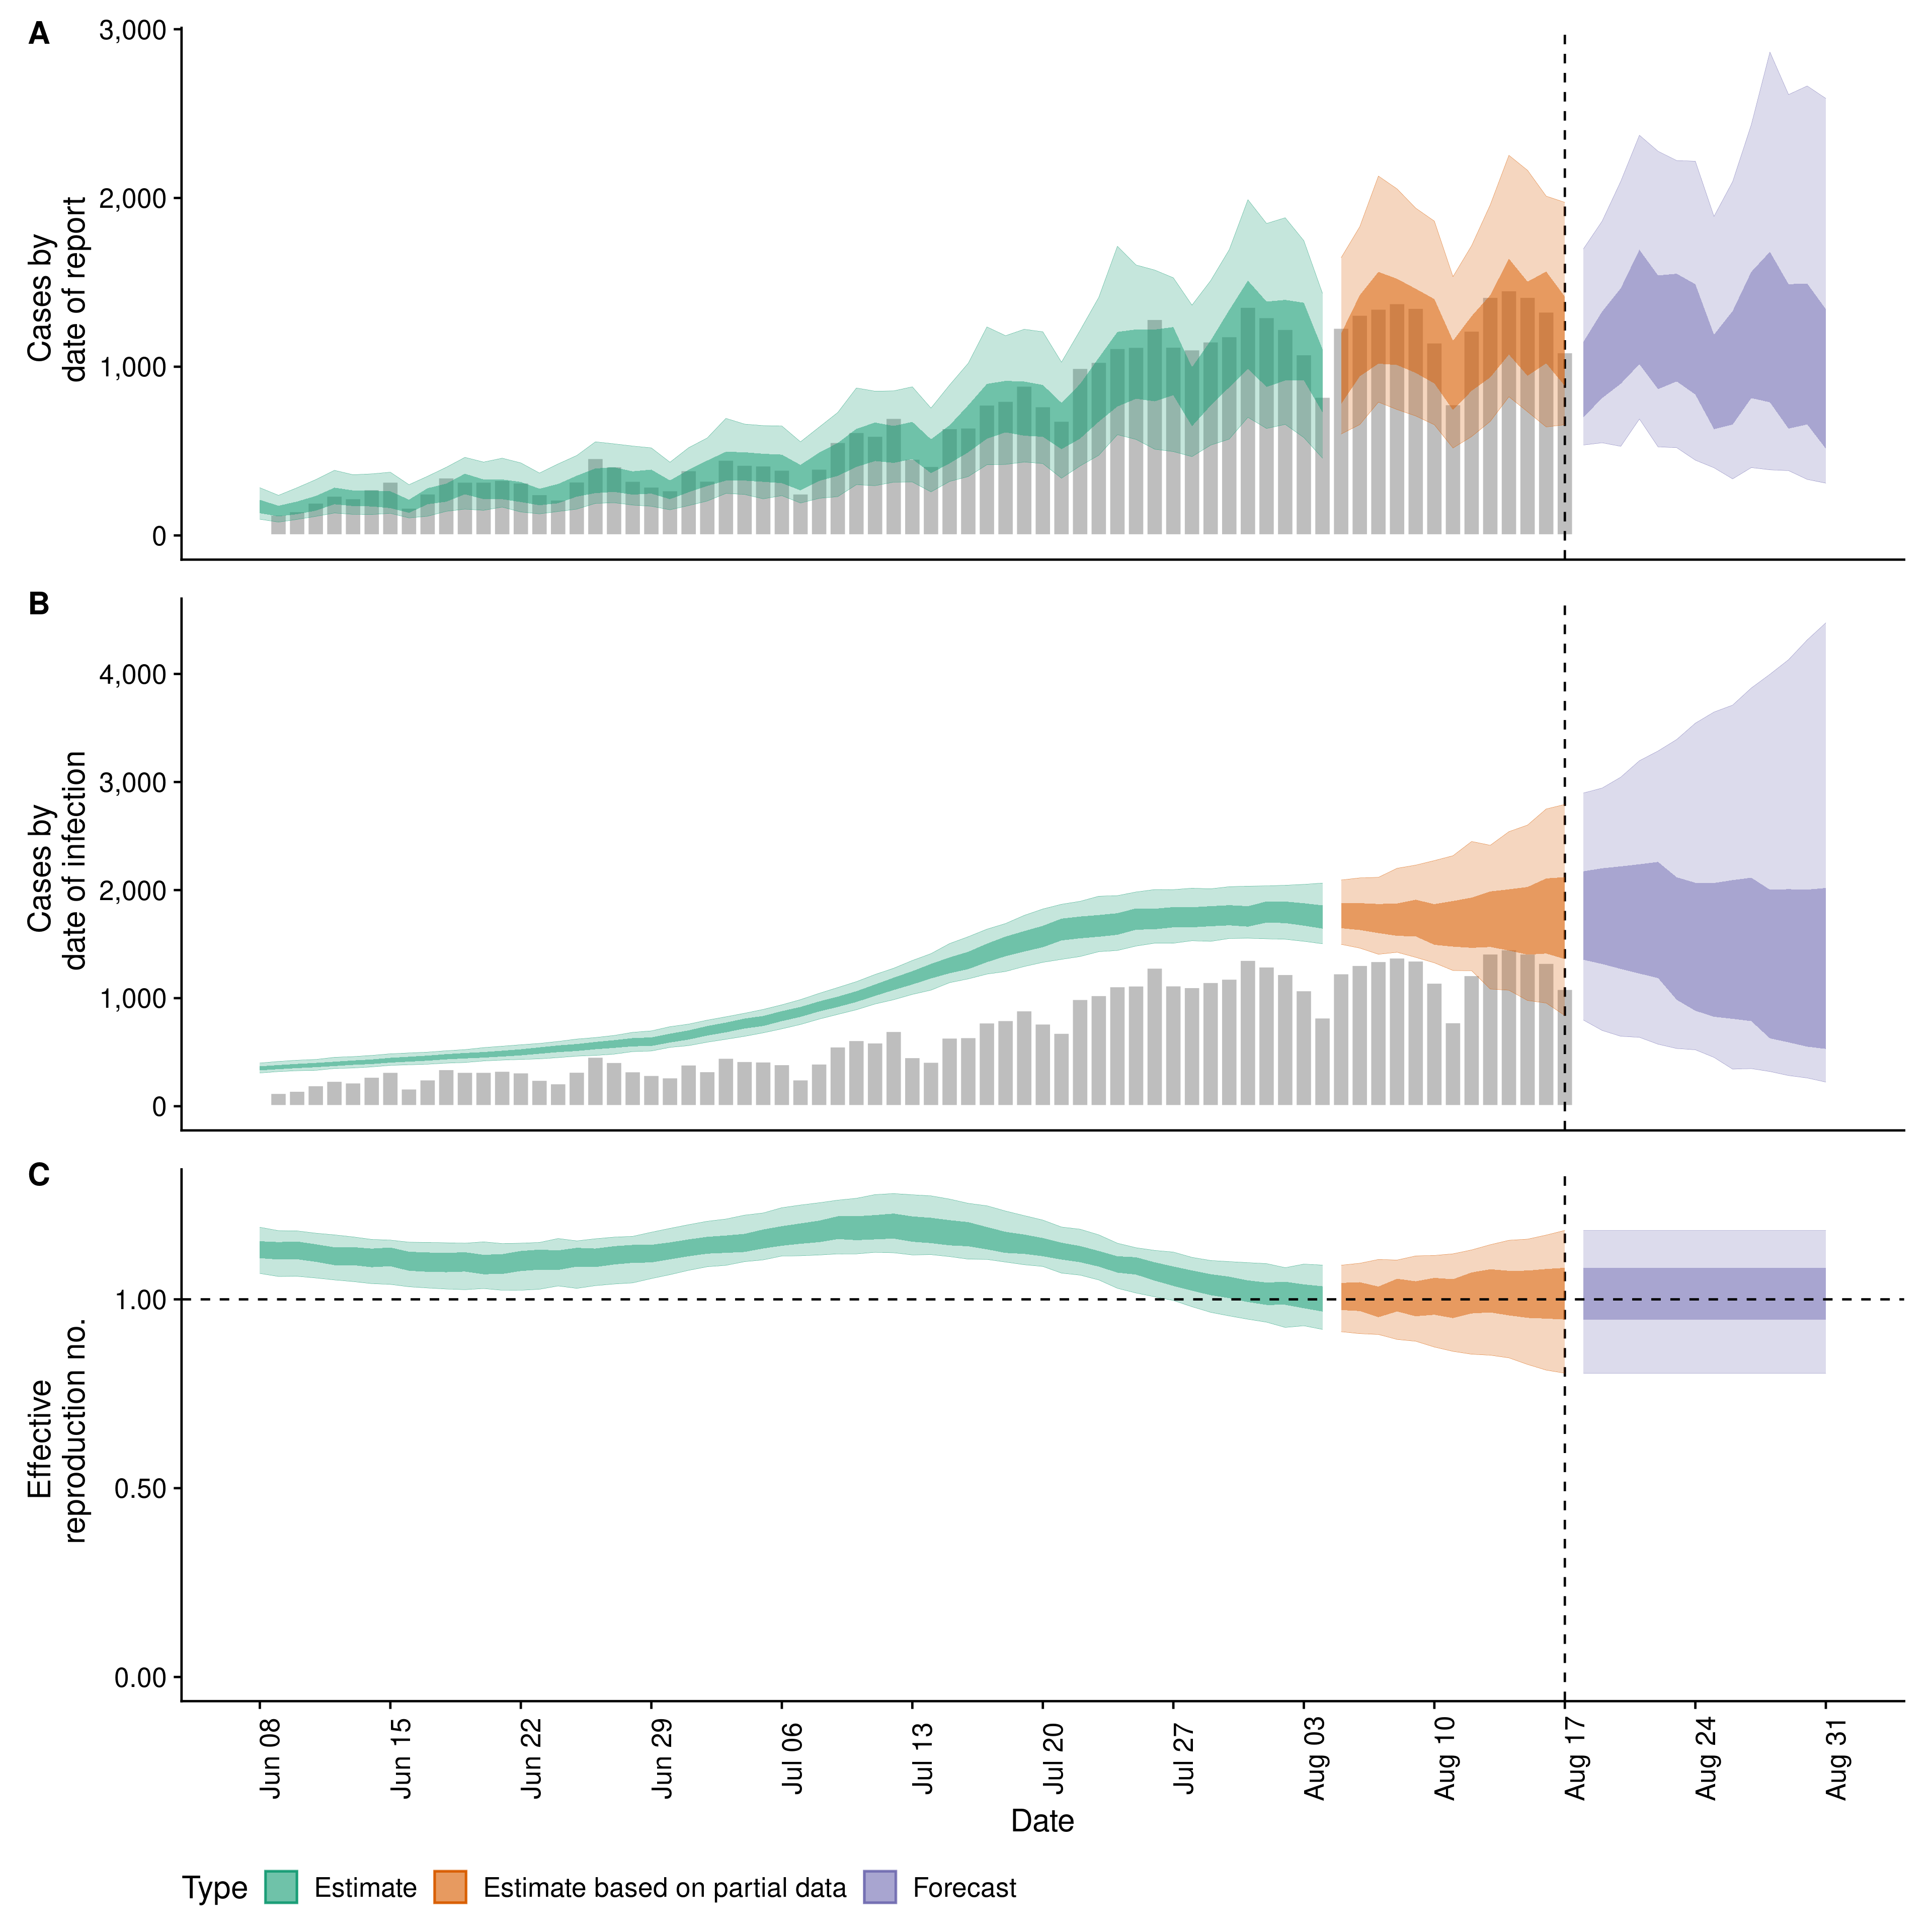 A
3,000
2,000
1,000
0
Cases by
date of report
B
4,000
3,000
2,000
1,000
0
Cases by
date of infection
C
1.00
0.50
0.00
Effective
reproduction no.
Jun 08
Jun 15
Jun 22
Jun 29
Jul 06
Jul 13
Jul 20
Jul 27
Aug 03
Aug 10
Aug 17
Aug 24
Aug 31
Date
Type Estimate Estimate based on partial data Forecast